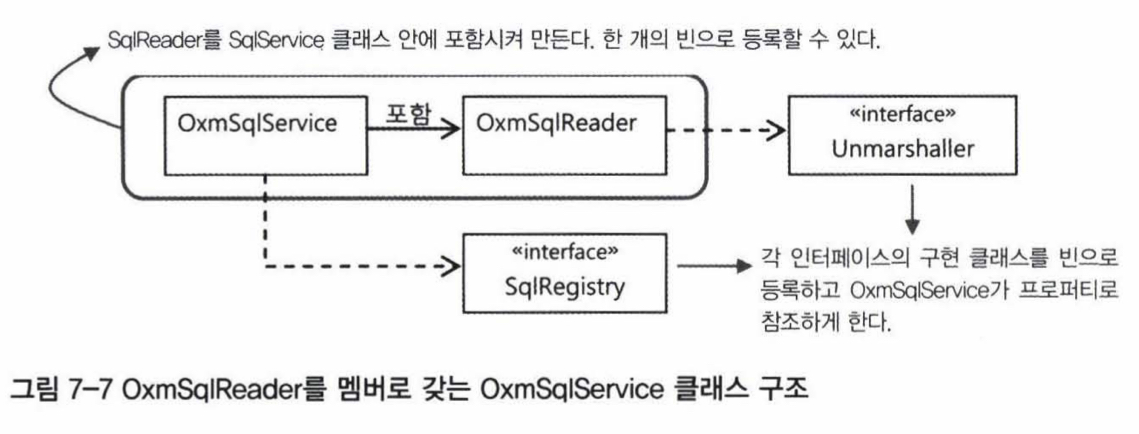 SqlReader를 SqlService 클래스 안에 포함시켜 만든다. 한 개의 빈으로 등록할 수 있다.
OxmSqlService
포함
OxmSqlReader
«interface»
Unmarshaller
«interface»
SqlRegistry
각 인터페이스의 구현 클래스를 빈으로
등록하고 OxmSqlService가 프로퍼티로
참조하게 한다.
그림 7-7 OxmSqlReader를 멤버로 갖는 OxmSqlService 클래스 구조